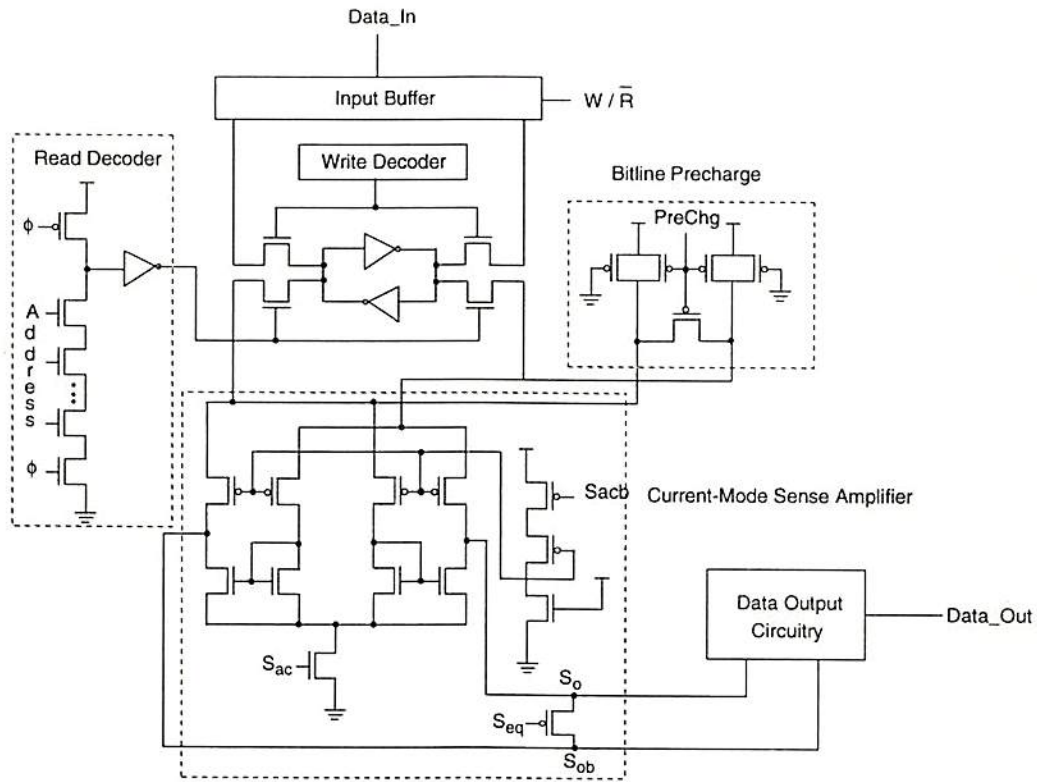 Data_In
Input Buffer
W / R̅
Read Decoder
Write Decoder
Bitline Precharge
PreChg
ϕ
Address
ϕ
Sacb
Current-Mode Sense Amplifier
Data Output
Circuitry
Data_Out
Sac
So
Seq
Sob